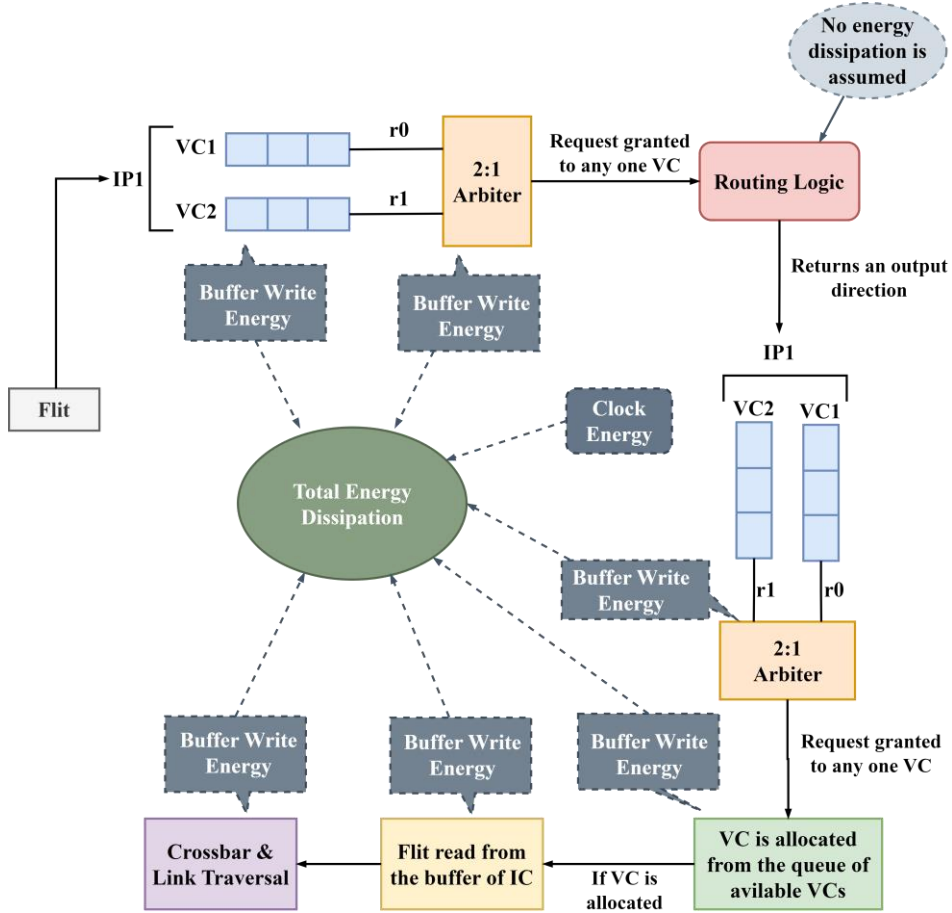 No energy
dissipation is
assumed
IP1
VC1
VC2
r0
r1
2:1
Arbiter
Request granted
to any one VC
Routing Logic
Buffer Write
Energy
Buffer Write
Energy
Returns an output
direction
Flit
Clock
Energy
IP1
VC2
VC1
Total Energy
Dissipation
Buffer Write
Energy
r1
r0
2:1
Arbiter
Buffer Write
Energy
Buffer Write
Energy
Buffer Write
Energy
Request granted
to any one VC
Crossbar &
Link Traversal
Flit read from
the buffer of IC
If VC is
allocated
VC is allocated
from the queue of
avilable VCs